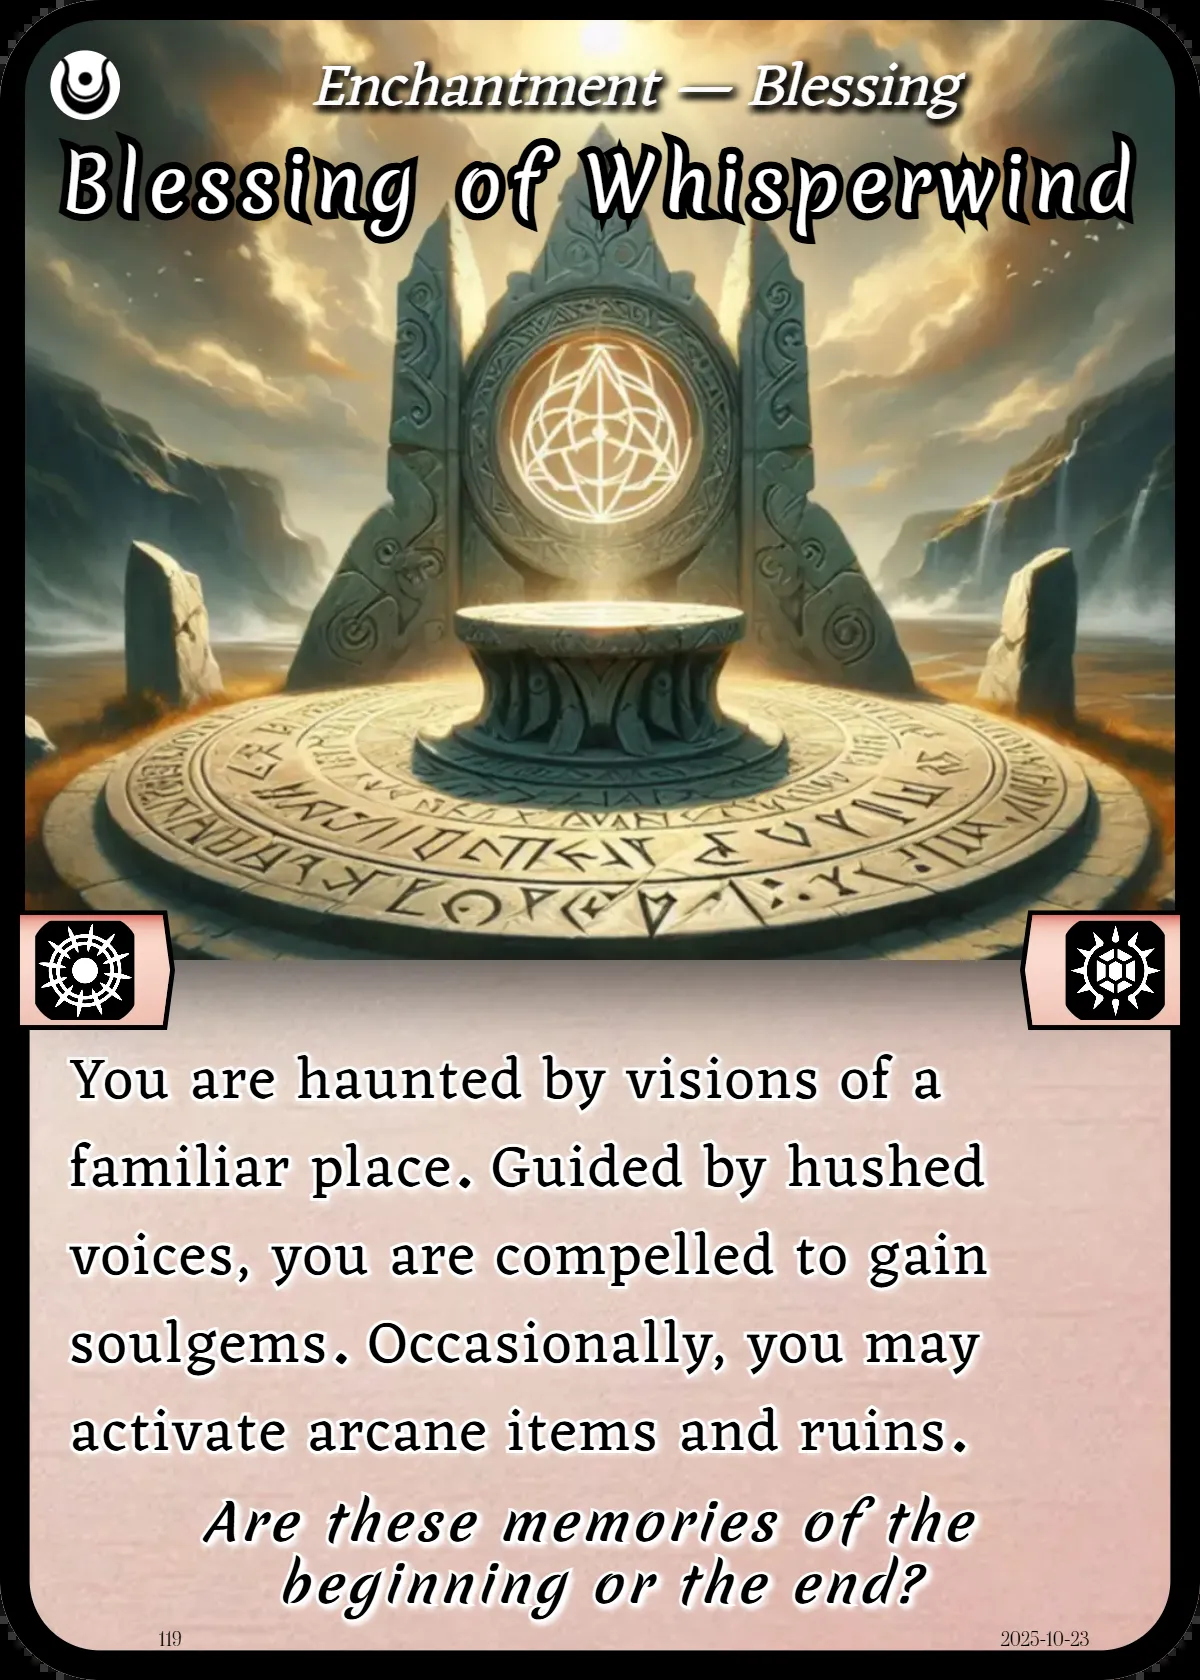 Enchantment — Blessing
Blessing of Whisperwind
You are haunted by visions of a
familiar place. Guided by hushed
voices, you are compelled to gain
soulgems. Occasionally, you may
activate arcane items and ruins.
Are these memories of the
beginning or the end?
119
2025-10-23